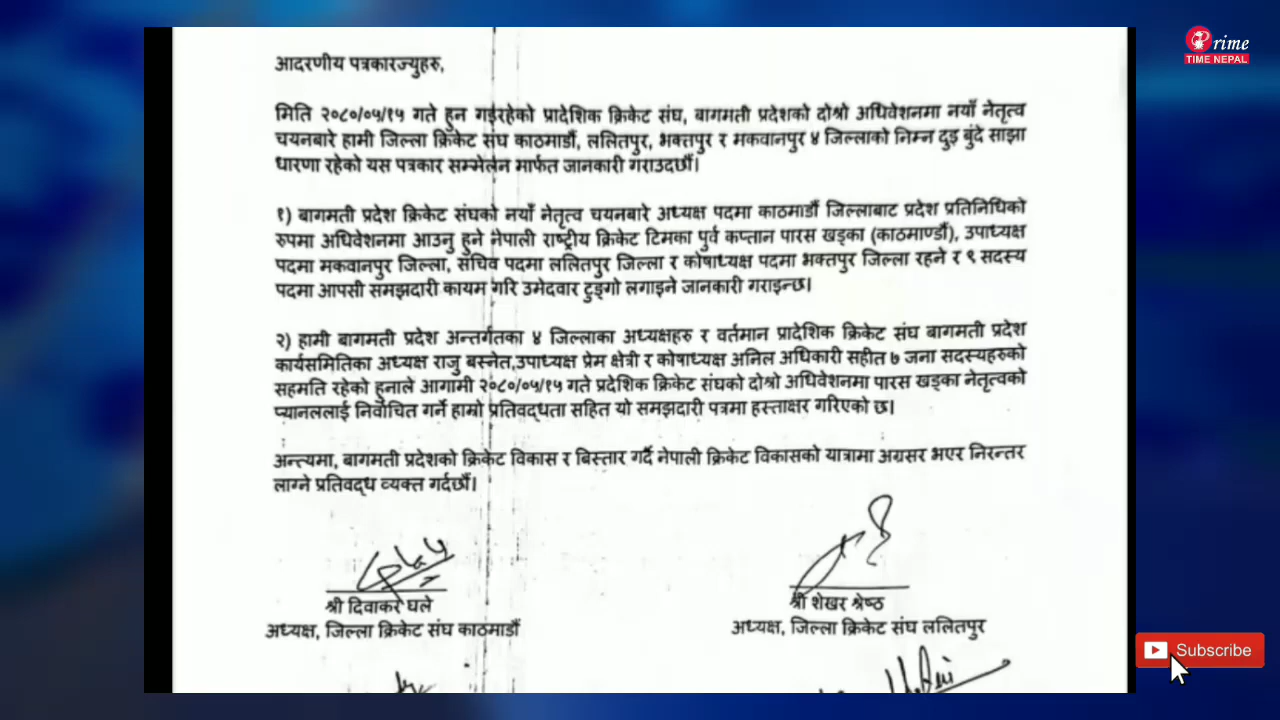 आदरणीय पत्रकारज्युहरु,
मिति २०८०/०५/१५ गते हुन गईरहेको प्रादेशिक क्रिकेट संघ, बागमती प्रदेशको दोश्रो अधिवेशनमा नयाँ नेतृत्व
चयनबारे हामी जिल्ला क्रिकेट संघ काठमाडौं, ललितपुर, भक्तपुर र मकवानपुर ४ जिल्लाको निम्न दुइ बुंदे साझा
धारणा रहेको यस पत्रकार सम्मेलन मार्फत जानकारी गराउदछौं।
१) बागमती प्रदेश क्रिकेट संघको नयाँ नेतृत्व चयनबारे अध्यक्ष पदमा काठमाडौं जिल्लाबाट प्रदेश प्रतिनिधिको
रुपमा अधिवेशनमा आउनु हुने नेपाली राष्ट्रीय क्रिकेट टिमका पुर्व कप्तान पारस खड्का (काठमाण्डौं), उपाध्यक्ष
पदमा मकवानपुर जिल्ला, सचिव पदमा ललितपुर जिल्ला र कोषाध्यक्ष पदमा भक्तपुर जिल्ला रहने र ९ सदस्य
पदमा आपसी समझदारी कायम गरि उमेदवार टुङ्गो लगाइने जानकारी गराइन्छ।
२) हामी बागमती प्रदेश अन्तर्गतका ४ जिल्लाका अध्यक्षहरु र वर्तमान प्रादेशिक क्रिकेट संघ बागमती प्रदेश
कार्यसमितिका अध्यक्ष राजु बस्नेत,उपाध्यक्ष प्रेम क्षेत्री र कोषाध्यक्ष अनिल अधिकारी सहीत ७ जना सदस्यहरुको
सहमति रहेको हुनाले आगामी २०८०/०५/१५ गते प्रदेशिक क्रिकेट संघको दोश्रो अधिवेशनमा पारस खड्का नेतृत्वको
प्यानललाई निर्वाचित गर्ने हाम्रो प्रतिवद्धता सहित यो समझदारी पत्रमा हस्ताक्षर गरिएको छ।
अन्त्यमा, बागमती प्रदेशको क्रिकेट विकास र बिस्तार गर्दै नेपाली क्रिकेट विकासको यात्रामा अग्रसर भएर निरन्तर
लाग्ने प्रतिवद्ध व्यक्त गर्दछौं।
श्री दिवाकर घले
अध्यक्ष, जिल्ला क्रिकेट संघ काठमाडौं
श्री शेखर श्रेष्ठ
अध्यक्ष, जिल्ला क्रिकेट संघ ललितपुर
Prime
TIME NEPAL
Subscribe